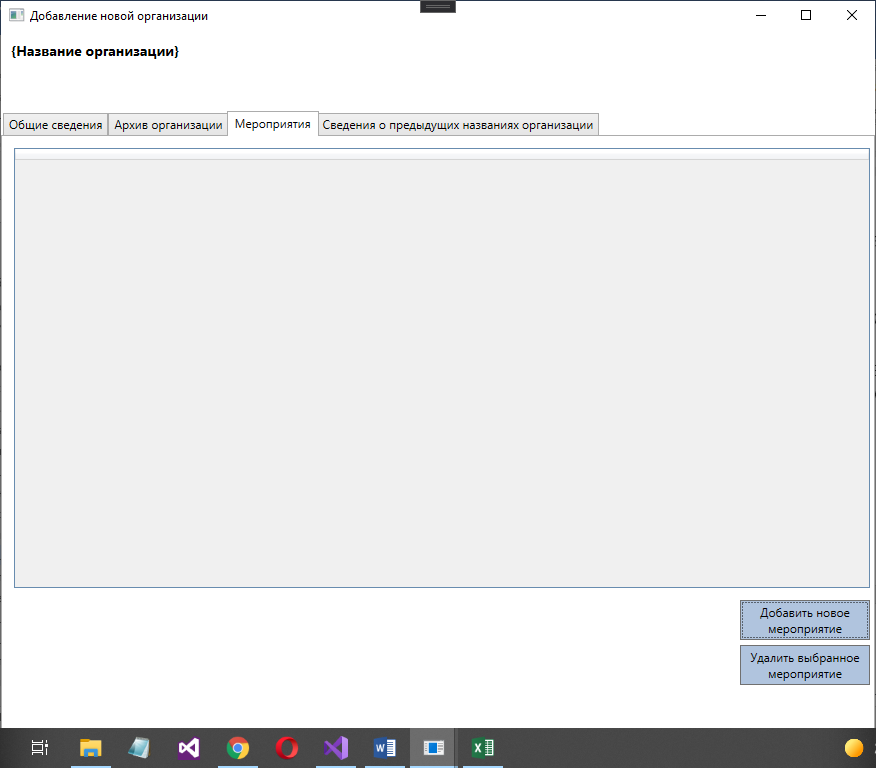 Добавление новой организации
{Название организации}
Общие сведения
Архив организации
Мероприятия
Сведения о предыдущих названиях организации
Добавить новое
мероприятие
Удалить выбранное
мероприятие